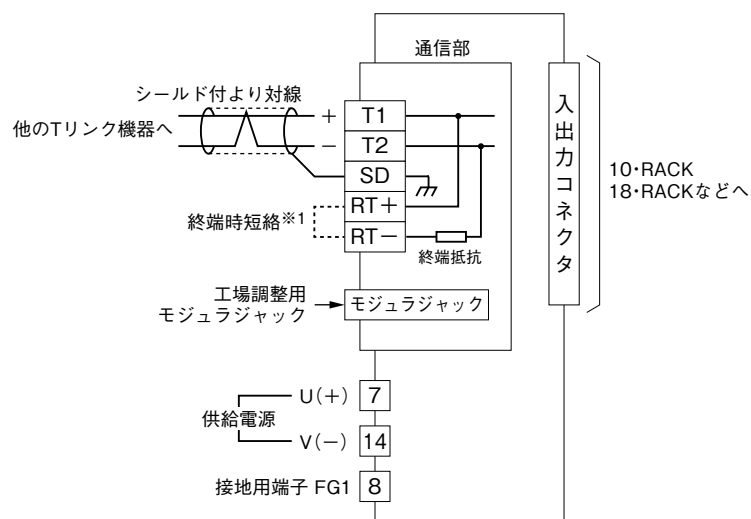 通信部
シールド付より対線
他のTリンク機器へ
+ T1
− T2
SD
RT+
RT−
終端時短絡※1
終端抵抗
工場調整用
モジュラジャック
モジュラジャック
入出力コネクタ
10・RACK
18・RACKなどへ
供給電源
U(+) 7
V(−) 14
接地用端子 FG1 8